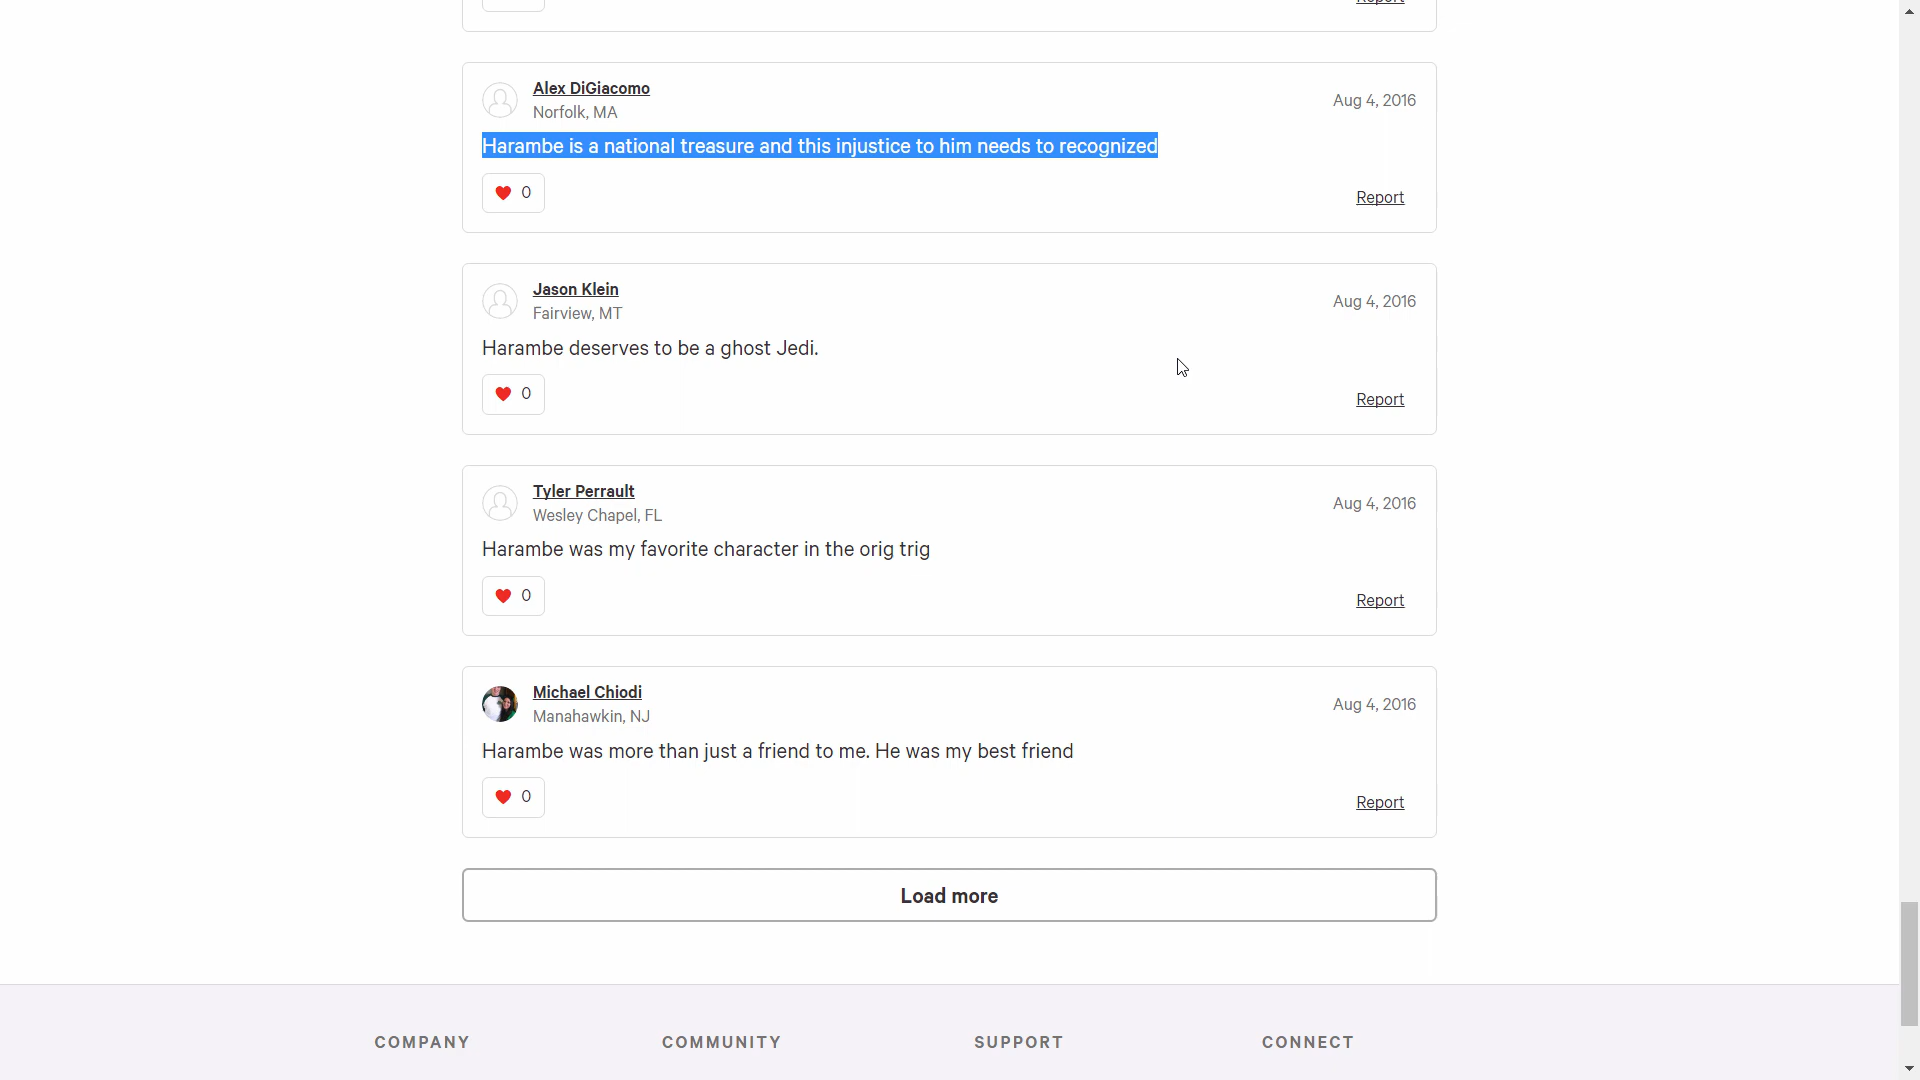 Report
Alex DiGiacomo
Norfolk, MA
Aug 4, 2016
Harambe is a national treasure and this injustice to him needs to recognized
0
Report
Jason Klein
Fairview, MT
Aug 4, 2016
Harambe deserves to be a ghost Jedi.
0
Report
Tyler Perrault
Wesley Chapel, FL
Aug 4, 2016
Harambe was my favorite character in the orig trig
0
Report
Michael Chiodi
Manahawkin, NJ
Aug 4, 2016
Harambe was more than just a friend to me. He was my best friend
0
Report
Load more
COMPANY COMMUNITY SUPPORT CONNECT